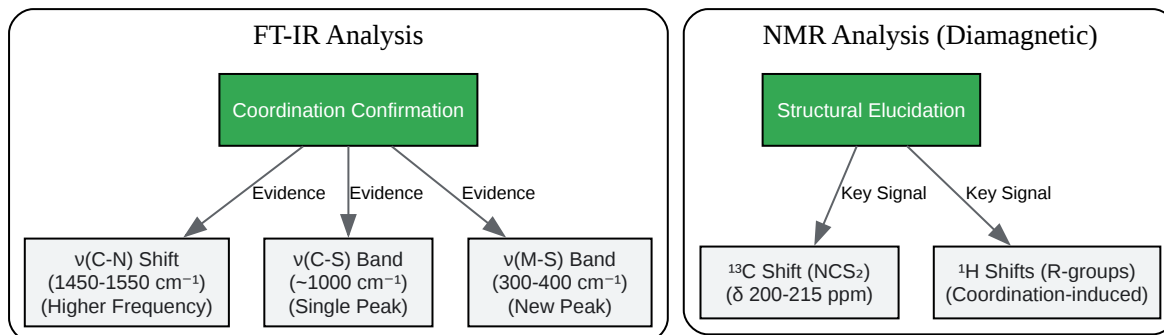 FT-IR Analysis
Coordination Confirmation
Evidence
Evidence
Evidence
ν(C-N) Shift
(1450-1550 cm⁻¹)
(Higher Frequency)
ν(C-S) Band
(~1000 cm⁻¹)
(Single Peak)
ν(M-S) Band
(300-400 cm⁻¹)
(New Peak)
NMR Analysis (Diamagnetic)
Structural Elucidation
Key Signal
Key Signal
¹³C Shift (NCS₂)
(δ 200-215 ppm)
¹H Shifts (R-groups)
(Coordination-induced)